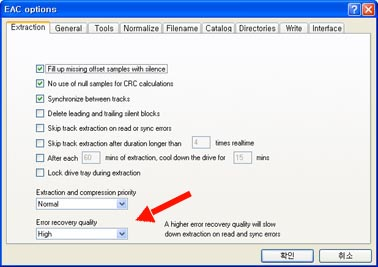 EAC options
Extraction General Tools Normalize Filename Catalog Directories Write Interface
Fill up missing offset samples with silence
No use of null samples for CRC calculations
Synchronize between tracks
Delete leading and trailing silent blocks
Skip track extraction on read or sync errors
Skip track extraction after duration longer than 4 times realtime
After each 60 mins of extraction, cool down the drive for 15 mins
Lock drive tray during extraction
Extraction and compression priority
Normal
Error recovery quality
High
A higher error recovery quality will slow
down extraction on read and sync errors
확인 취소